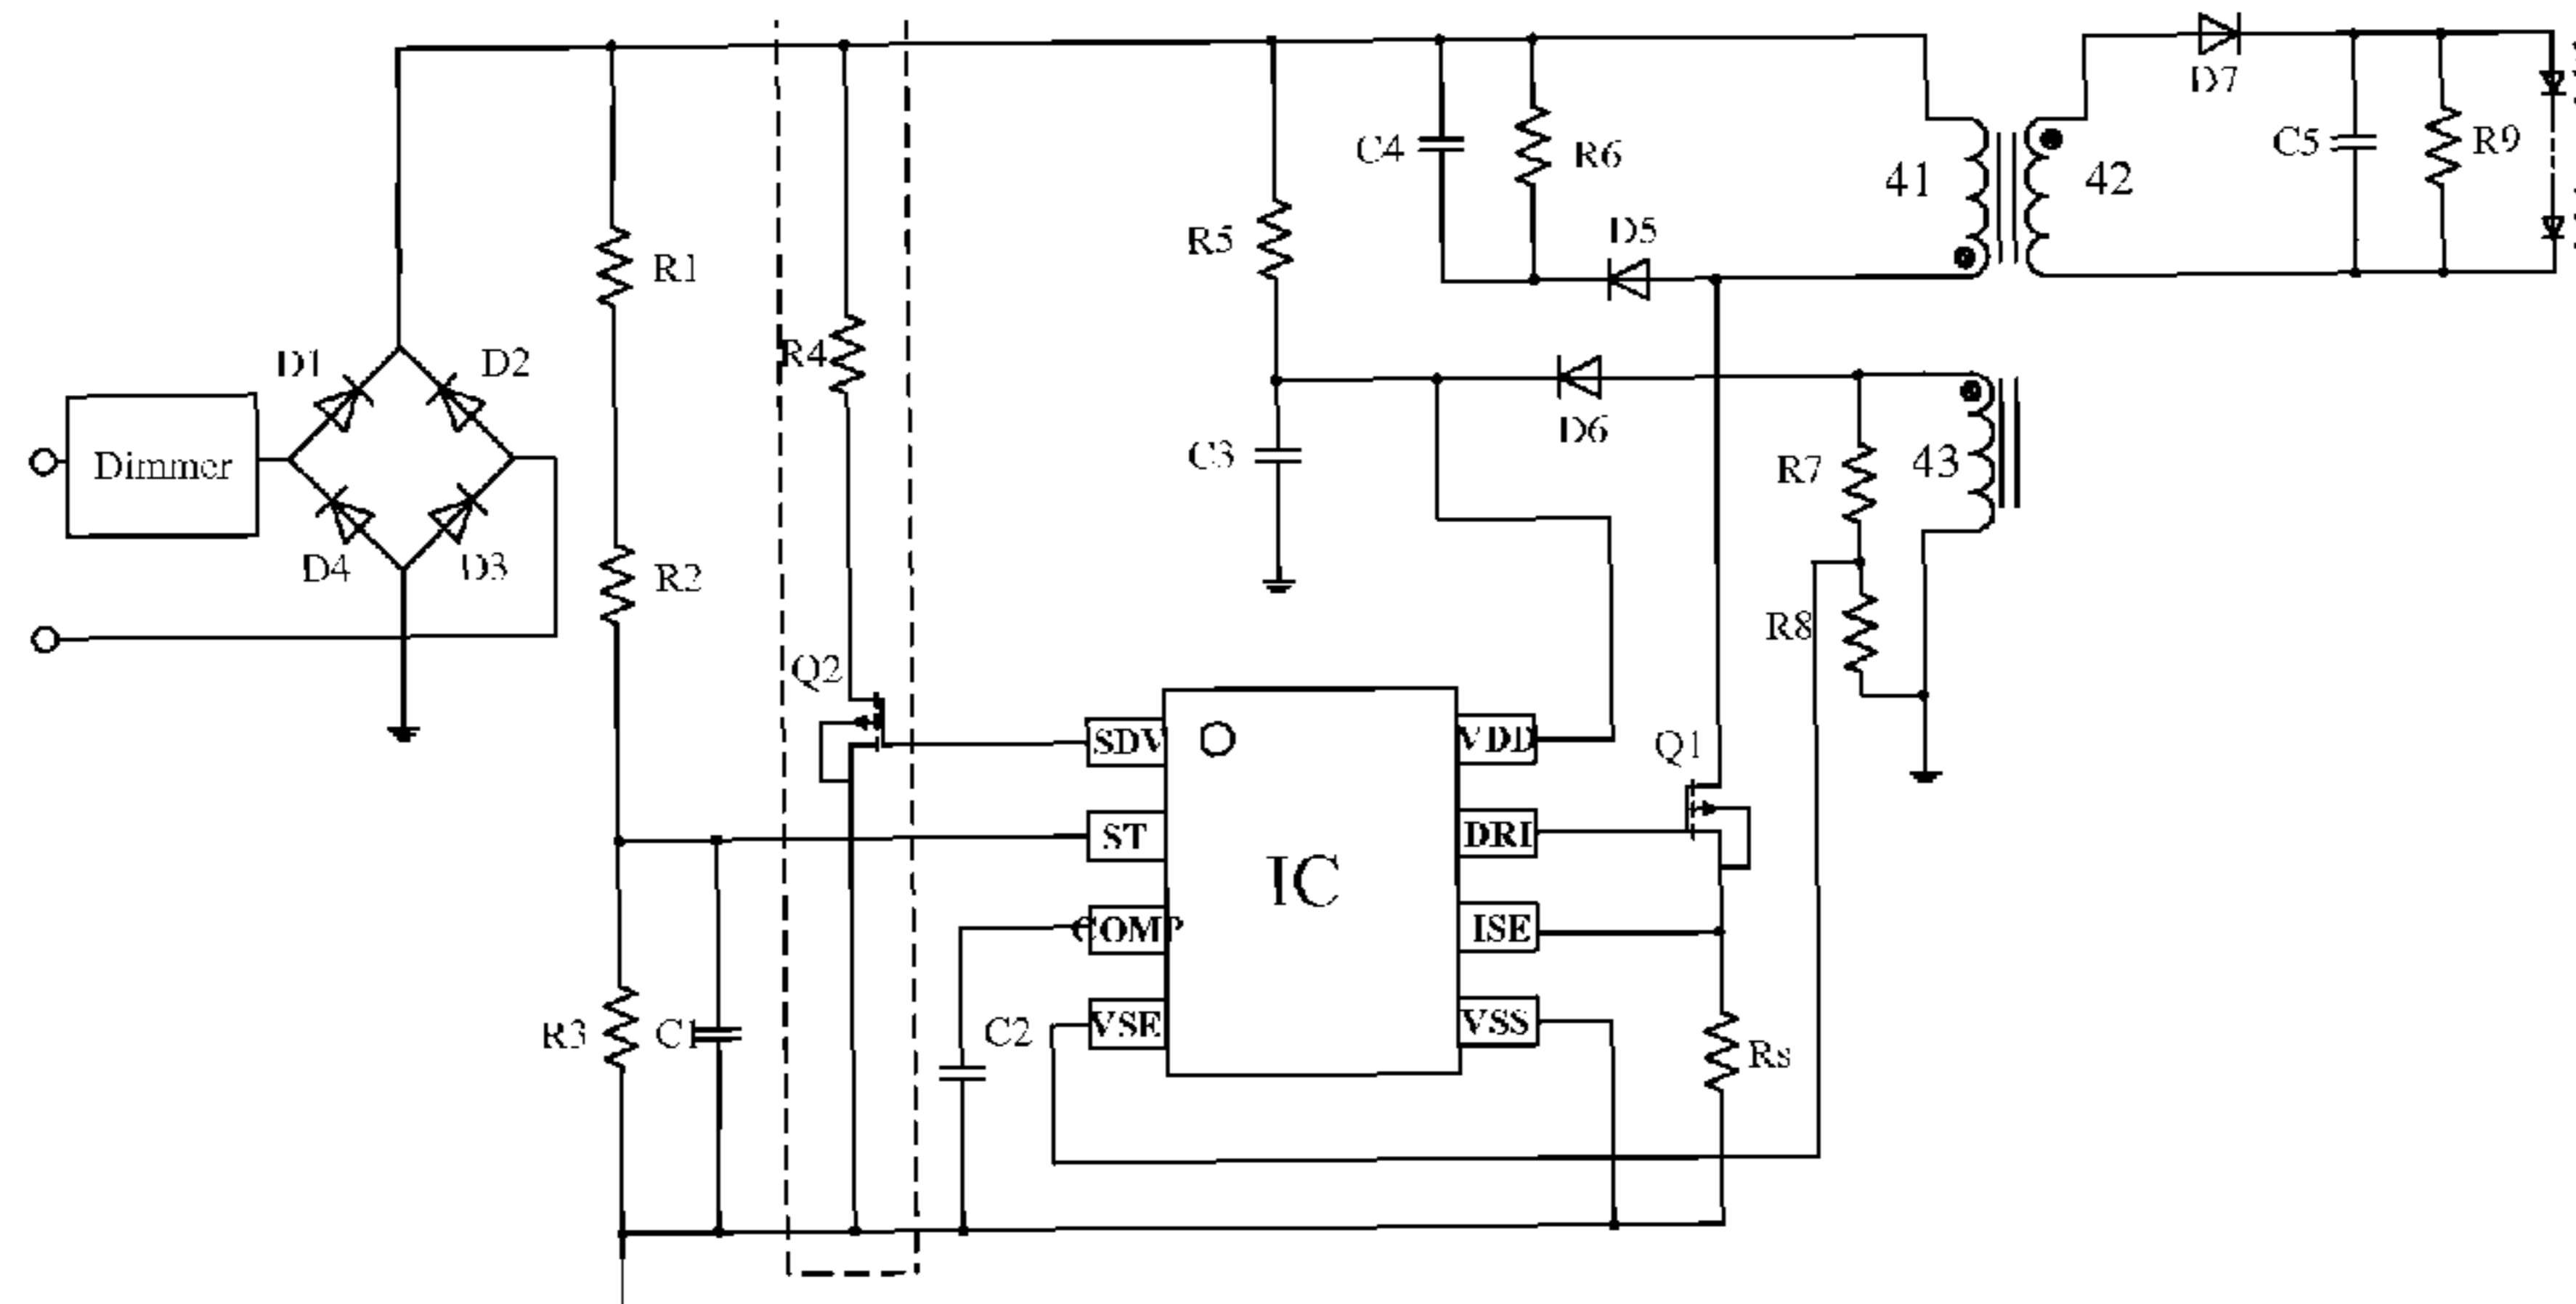 D7
C4
R6
41
42
C5
R9
R5
D5
R1
D1
D2
R4
Dimmer
D6
C3
R7
43
D4
D3
R2
R8
Q2
SDV
VDD
Q1
ST
DRI
IC
COMP
ISE
R3
C1
C2
VSE
VSS
Rs